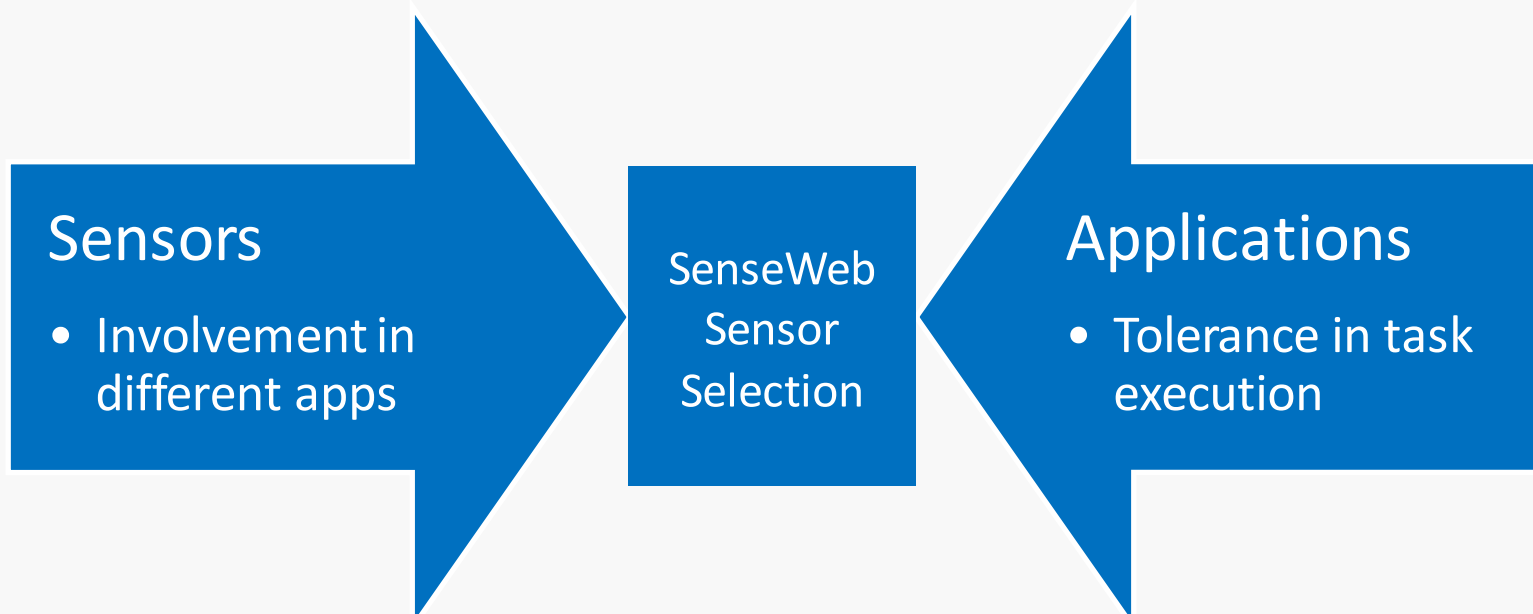 Sensors
• Involvement in
different apps
SenseWeb
Sensor
Selection
Applications
• Tolerance in task
execution